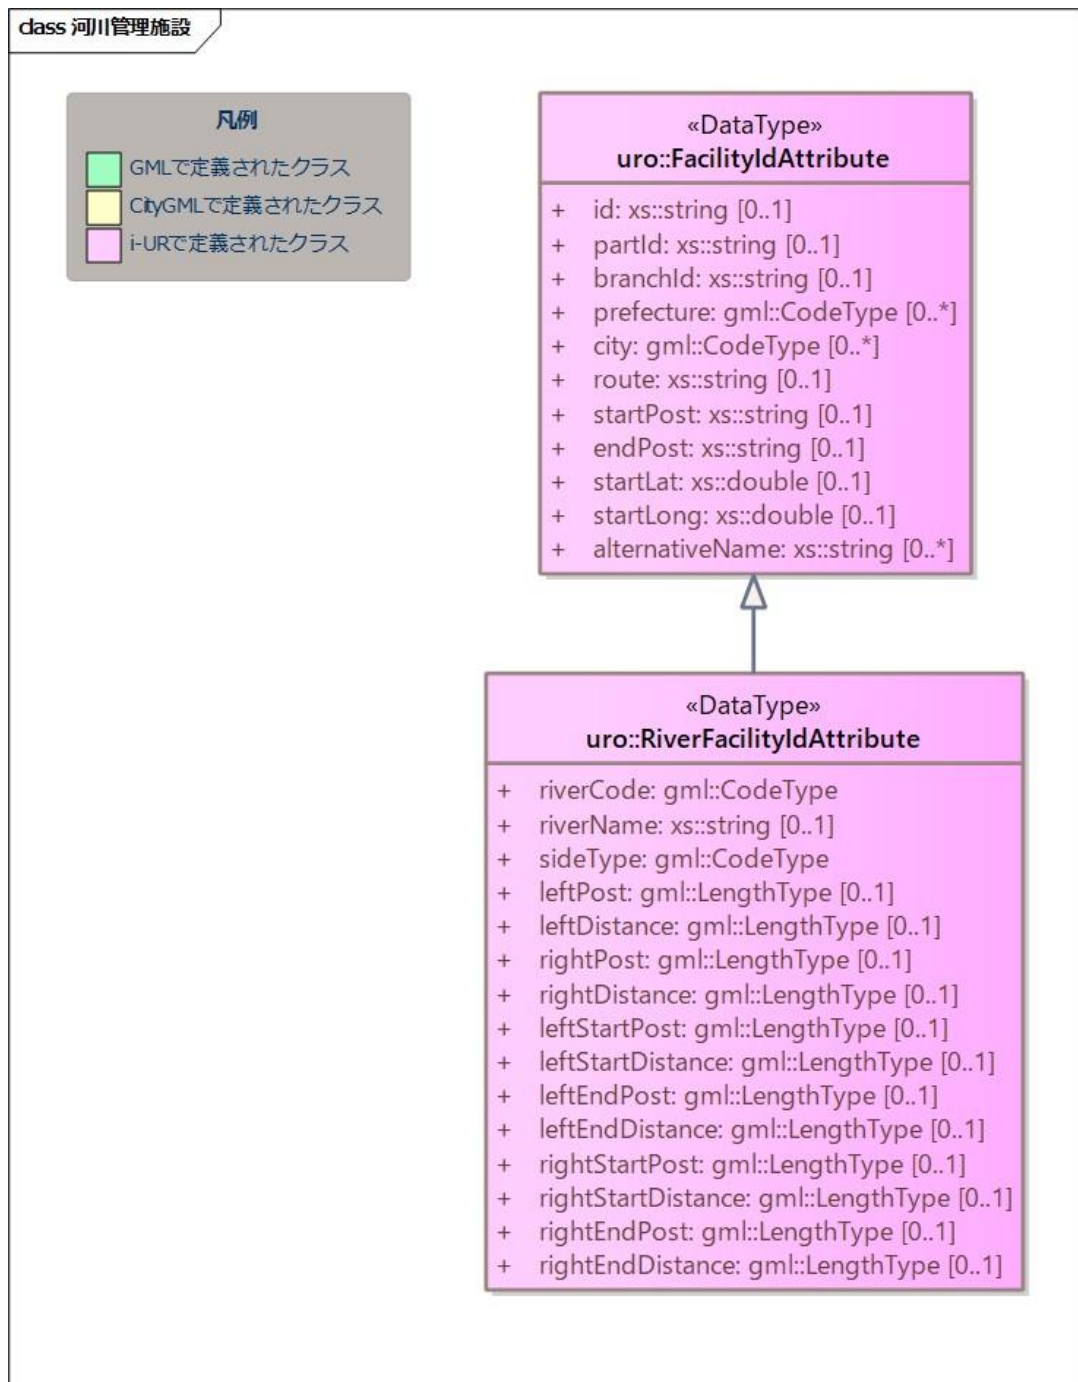 class 河川管理施設
凡例
GMLで定義されたクラス
CityGMLで定義されたクラス
i-URで定義されたクラス
«DataType»
uro::FacilityIdAttribute
+ id: xs::string [0..1]
+ partId: xs::string [0..1]
+ branchId: xs::string [0..1]
+ prefecture: gml::CodeType [0..*]
+ city: gml::CodeType [0..*]
+ route: xs::string [0..1]
+ startPost: xs::string [0..1]
+ endPost: xs::string [0..1]
+ startLat: xs::double [0..1]
+ startLong: xs::double [0..1]
+ alternativeName: xs::string [0..*]
«DataType»
uro::RiverFacilityIdAttribute
+ riverCode: gml::CodeType
+ riverName: xs::string [0..1]
+ sideType: gml::CodeType
+ leftPost: gml::LengthType [0..1]
+ leftDistance: gml::LengthType [0..1]
+ rightPost: gml::LengthType [0..1]
+ rightDistance: gml::LengthType [0..1]
+ leftStartPost: gml::LengthType [0..1]
+ leftStartDistance: gml::LengthType [0..1]
+ leftEndPost: gml::LengthType [0..1]
+ leftEndDistance: gml::LengthType [0..1]
+ rightStartPost: gml::LengthType [0..1]
+ rightStartDistance: gml::LengthType [0..1]
+ rightEndPost: gml::LengthType [0..1]
+ rightEndDistance: gml::LengthType [0..1]